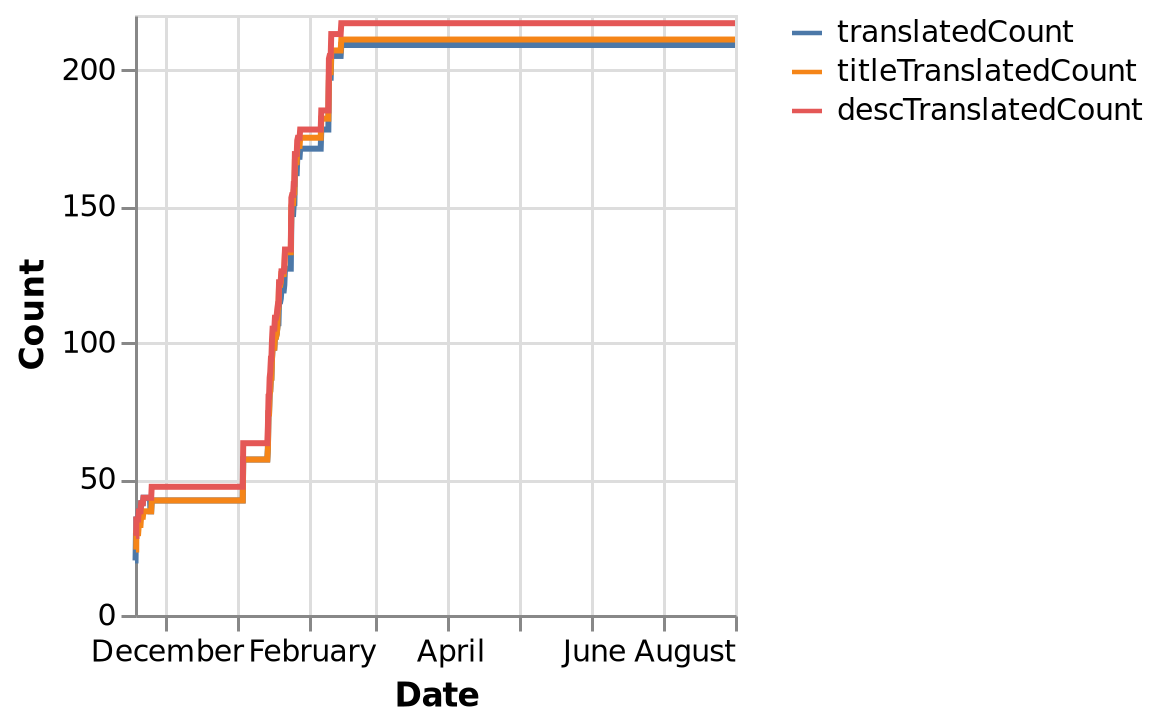 translatedCount
titleTranslatedCount
descTranslatedCount
200
150
100
50
0
Count
December February April June August
Date